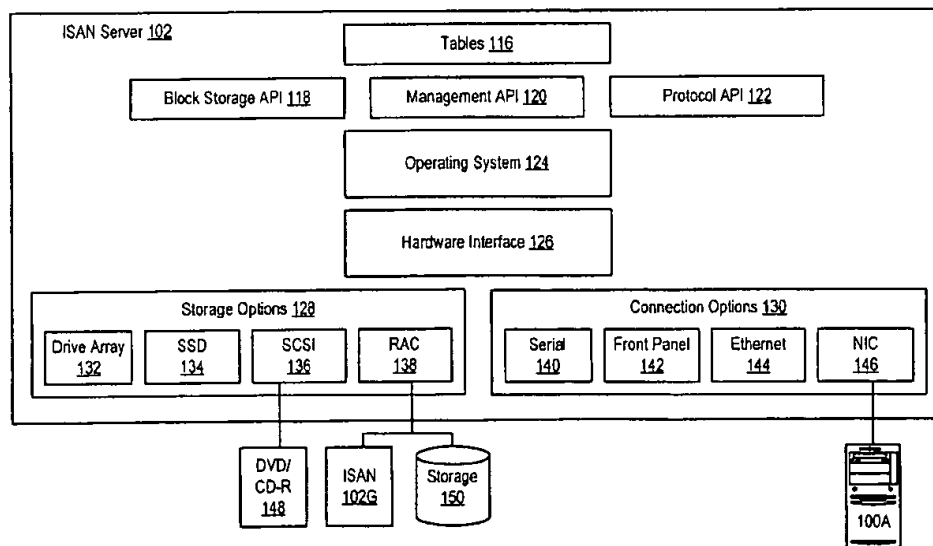 ISAN Server 102
Tables 116
Block Storage API 118
Management API 120
Protocol API 122
Operating System 124
Hardware Interface 126
Storage Options 128
Connection Options 130
Drive Array
132
SSD
134
SCSI
136
RAC
138
Serial
140
Front Panel
142
Ethernet
144
NIC
146
DVD/
CD-R
148
ISAN
102G
Storage
150
100A